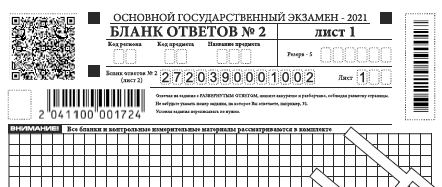 ОСНОВНОЙ ГОСУДАРСТВЕННЫЙ ЭКЗАМЕН - 2021
БЛАНК ОТВЕТОВ № 2 лист 1
Код региона Код предмета Название предмета Резерв - 5
Бланк ответов № 2 (лист 2) 2720390001002 Лист 1
2 041100 001724
Ответы на задания с РАЗВЕРНУТЫМ ОТВЕТОМ, пишите аккуратно и разборчиво, соблюдая разметку страницы.
Не забудьте указать номер задания, на которое Вы отвечаете, например, 31.
Условия задания переписывать не нужно.
ВНИМАНИЕ! Все бланки и контрольные измерительные материалы рассматриваются в комплекте